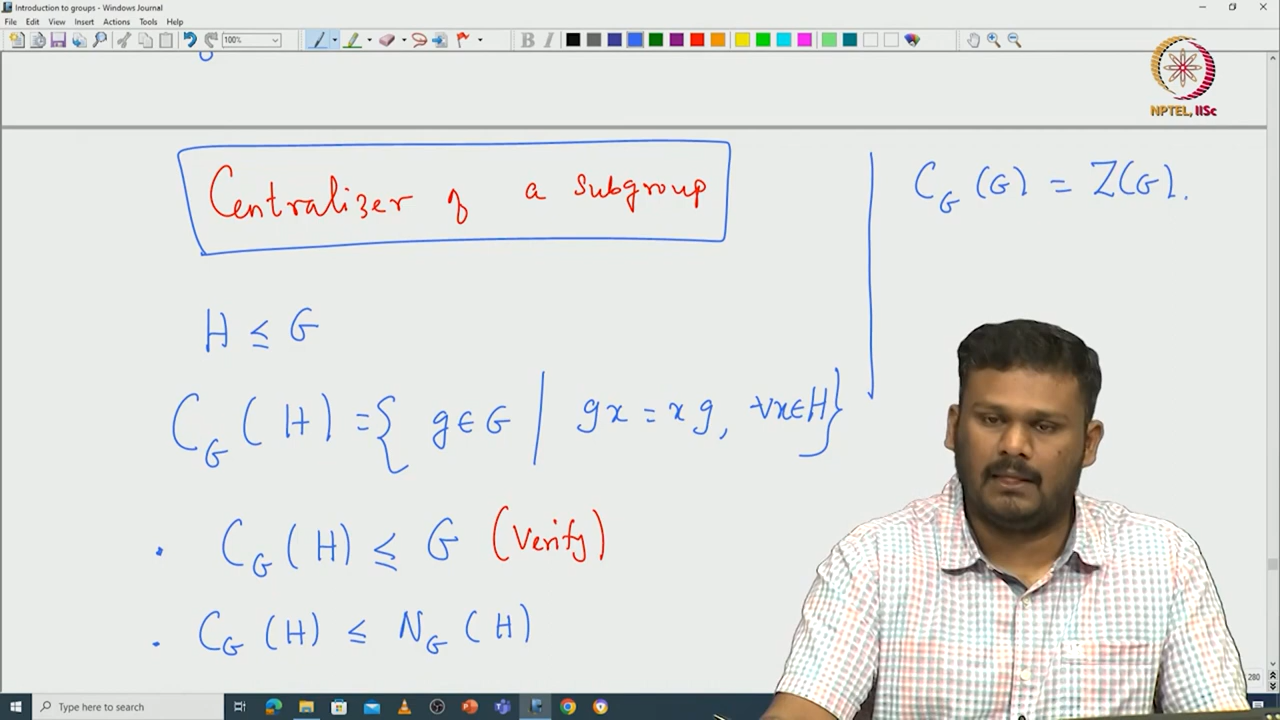 Introduction to groups - Windows Journal
File Edit View Insert Actions Tools Help
100%
B I
NPTEL, IISc
Centralizer of a subgroup
C_G (G) = Z(G).
H ≤ G
C_G (H) = { g ∈ G | gx = xg, ∀x∈H }
. C_G (H) ≤ G (Verify)
. C_G (H) ≤ N_G (H)
280
Type here to search